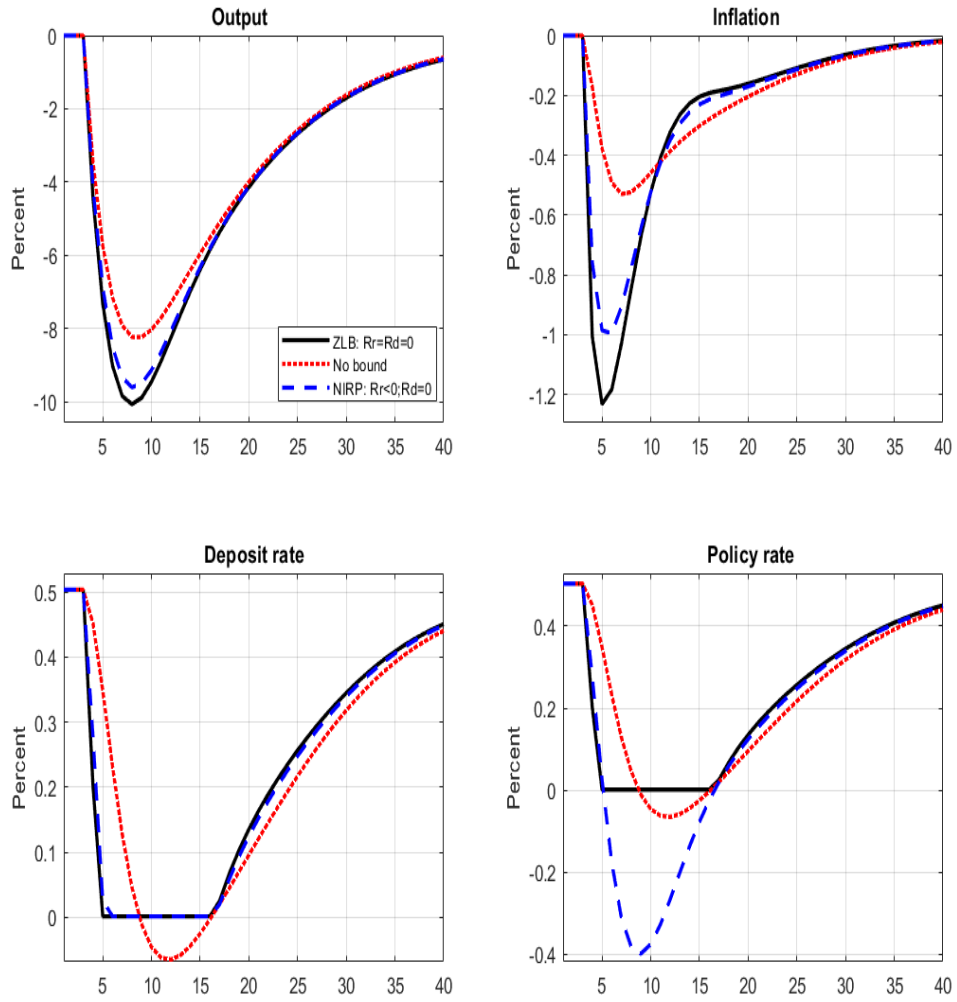 Output
Percent
0
-2
-4
-6
-8
-10
5 10 15 20 25 30 35 40
ZLB: Rr=Rd=0
No bound
NIRP: Rr<0;Rd=0
Inflation
Percent
0
-0.2
-0.4
-0.6
-0.8
-1
-1.2
5 10 15 20 25 30 35 40
Deposit rate
Percent
0.5
0.4
0.3
0.2
0.1
0
5 10 15 20 25 30 35 40
Policy rate
Percent
0.4
0.2
0
-0.2
-0.4
5 10 15 20 25 30 35 40